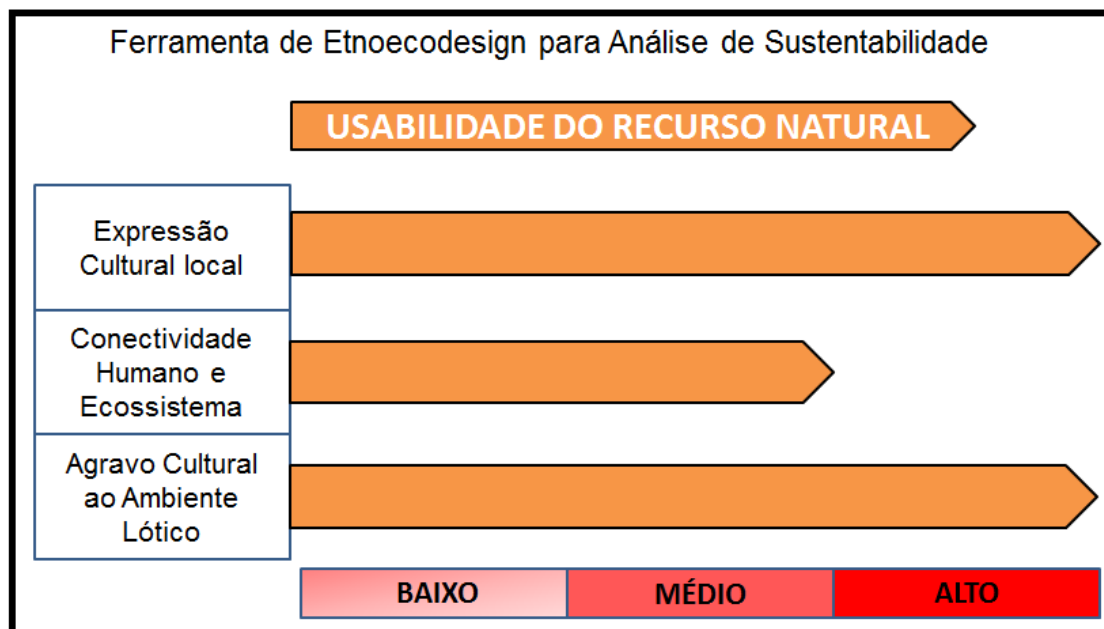 Ferramenta de Etnoecodesign para Análise de Sustentabilidade
USABILIDADE DO RECURSO NATURAL
Expressão
Cultural local
Conectividade
Humano e
Ecossistema
Agravo Cultural
ao Ambiente
Lótico
BAIXO
MÉDIO
ALTO